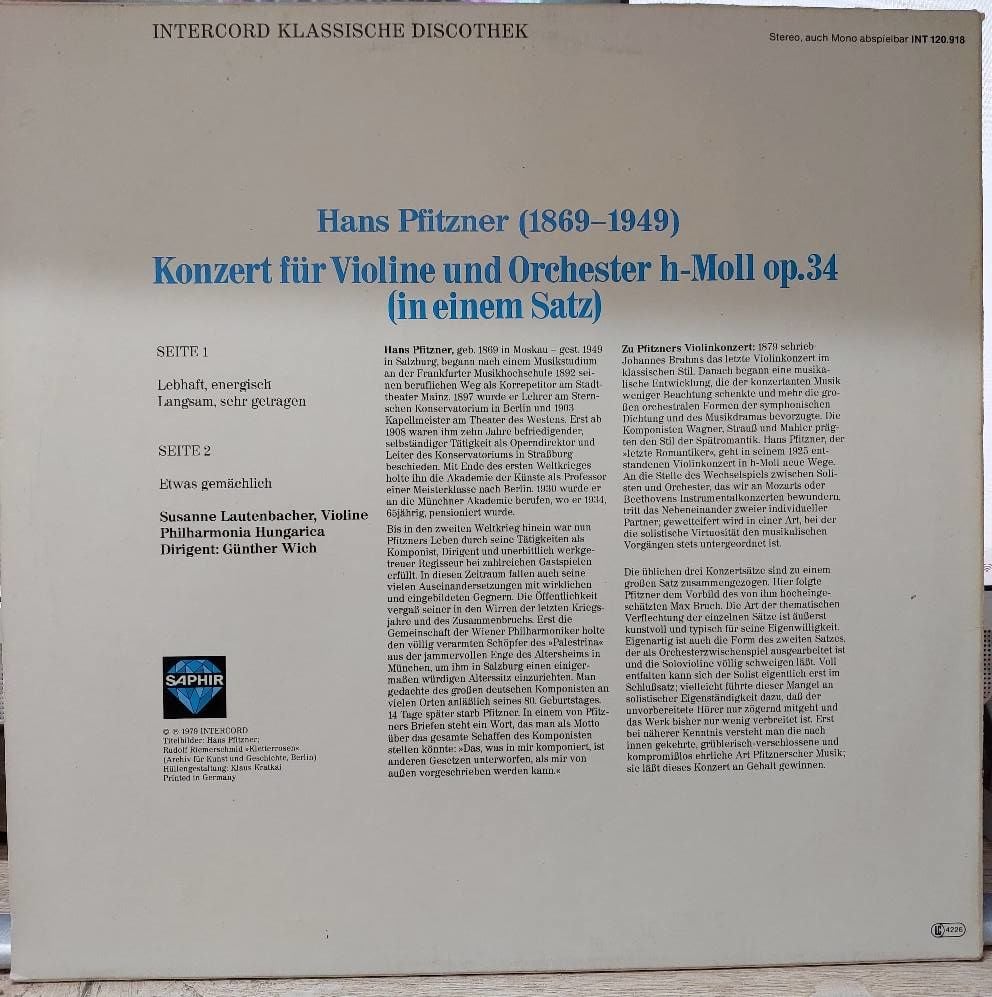 INTERCORD KLASSISCHE DISCOTHEK
Stereo, auch Mono abspielbar INT 120.918
Hans Pfitzner (1869–1949)
Konzert für Violine und Orchester h-Moll op.34
(in einem Satz)
SEITE 1
Lebhaft, energisch
Langsam, sehr getragen
SEITE 2
Etwas gemächlich
Susanne Lautenbacher, Violine
Philharmonia Hungarica
Dirigent: Günther Wich
SAPHIR
© ℗ 1979 INTERCORD
Titelbilder: Hans Pfitzner;
Rudolf Riemerschmid »Kletterrosen«
(Archiv für Kunst und Geschichte, Berlin)
Hüllengestaltung: Klaus Kratkai
Printed in Germany
Hans Pfitzner, geb. 1869 in Moskau – gest. 1949
in Salzburg, begann nach einem Musikstudium
an der Frankfurter Musikhochschule 1892 sei-
nen beruflichen Weg als Korrepetitor am Stadt-
theater Mainz. 1897 wurde er Lehrer am Stern-
schen Konservatorium in Berlin und 1903
Kapellmeister am Theater des Westens. Erst ab
1908 waren ihm zehn Jahre befriedigender,
selbständiger Tätigkeit als Operndirektor und
Leiter des Konservatoriums in Straßburg
beschieden. Mit Ende des ersten Weltkrieges
holte ihn die Akademie der Künste als Professor
einer Meisterklasse nach Berlin. 1930 wurde er
an die Münchner Akademie berufen, wo er 1934,
65jährig, pensioniert wurde.
Bis in den zweiten Weltkrieg hinein war nun
Pfitzners Leben durch seine Tätigkeiten als
Komponist, Dirigent und unerbittlich werkge-
treuer Regisseur bei zahlreichen Gastspielen
erfüllt. In diesen Zeitraum fallen auch seine
vielen Auseinandersetzungen mit wirklichen
und eingebildeten Gegnern. Die Öffentlichkeit
vergaß seiner in den Wirren der letzten Kriegs-
jahre und des Zusammenbruchs. Erst die
Gemeinschaft der Wiener Philharmoniker holte
den völlig verarmten Schöpfer des »Palestrina«
aus der jammervollen Enge des Altersheims in
München, um ihm in Salzburg einen einiger-
maßen würdigen Alterssitz einzurichten. Man
gedachte des großen deutschen Komponisten an
vielen Orten anläßlich seines 80. Geburtstages.
14 Tage später starb Pfitzner. In einem von Pfitz-
ners Briefen steht ein Wort, das man als Motto
über das gesamte Schaffen des Komponisten
stellen könnte: »Das, was in mir komponiert, ist
anderen Gesetzen unterworfen, als mir von
außen vorgeschrieben werden kann.«
Zu Pfitzners Violinkonzert: 1879 schrieb
Johannes Brahms das letzte Violinkonzert im
klassischen Stil. Danach begann eine musika-
lische Entwicklung, die der konzertanten Musik
weniger Beachtung schenkte und mehr die gro-
ßen orchestralen Formen der symphonischen
Dichtung und des Musikdramas bevorzugte. Die
Komponisten Wagner, Strauß und Mahler präg-
ten den Stil der Spätromantik. Hans Pfitzner, der
»letzte Romantiker«, geht in seinem 1925 ent-
standenen Violinkonzert in h-Moll neue Wege.
An die Stelle des Wechselspiels zwischen Soli-
sten und Orchester, das wir an Mozarts oder
Beethovens Instrumentalkonzerten bewundern,
tritt das Nebeneinander zweier individueller
Partner; gewetteifert wird in einer Art, bei der
die solistische Virtuosität den musikalischen
Vorgängen stets untergeordnet ist.
Die üblichen drei Konzertsätze sind zu einem
großen Satz zusammengezogen. Hier folgte
Pfitzner dem Vorbild des von ihm hocheinge-
schätzten Max Bruch. Die Art der thematischen
Verflechtung der einzelnen Sätze ist äußerst
kunstvoll und typisch für seine Eigenwilligkeit.
Eigenartig ist auch die Form des zweiten Satzes,
der als Orchesterzwischenspiel ausgearbeitet ist
und die Solovioline völlig schweigen läßt. Voll
entfalten kann sich der Solist eigentlich erst im
Schlußsatz; vielleicht führte dieser Mangel an
solistischer Eigenständigkeit dazu, daß der
unvorbereitete Hörer nur zögernd mitgeht und
das Werk bisher nur wenig verbreitet ist. Erst
bei näherer Kenntnis versteht man die nach
innen gekehrte, grüblerisch-verschlossene und
kompromißlos ehrliche Art Pfitznerscher Musik;
sie läßt dieses Konzert an Gehalt gewinnen.
LC 4226